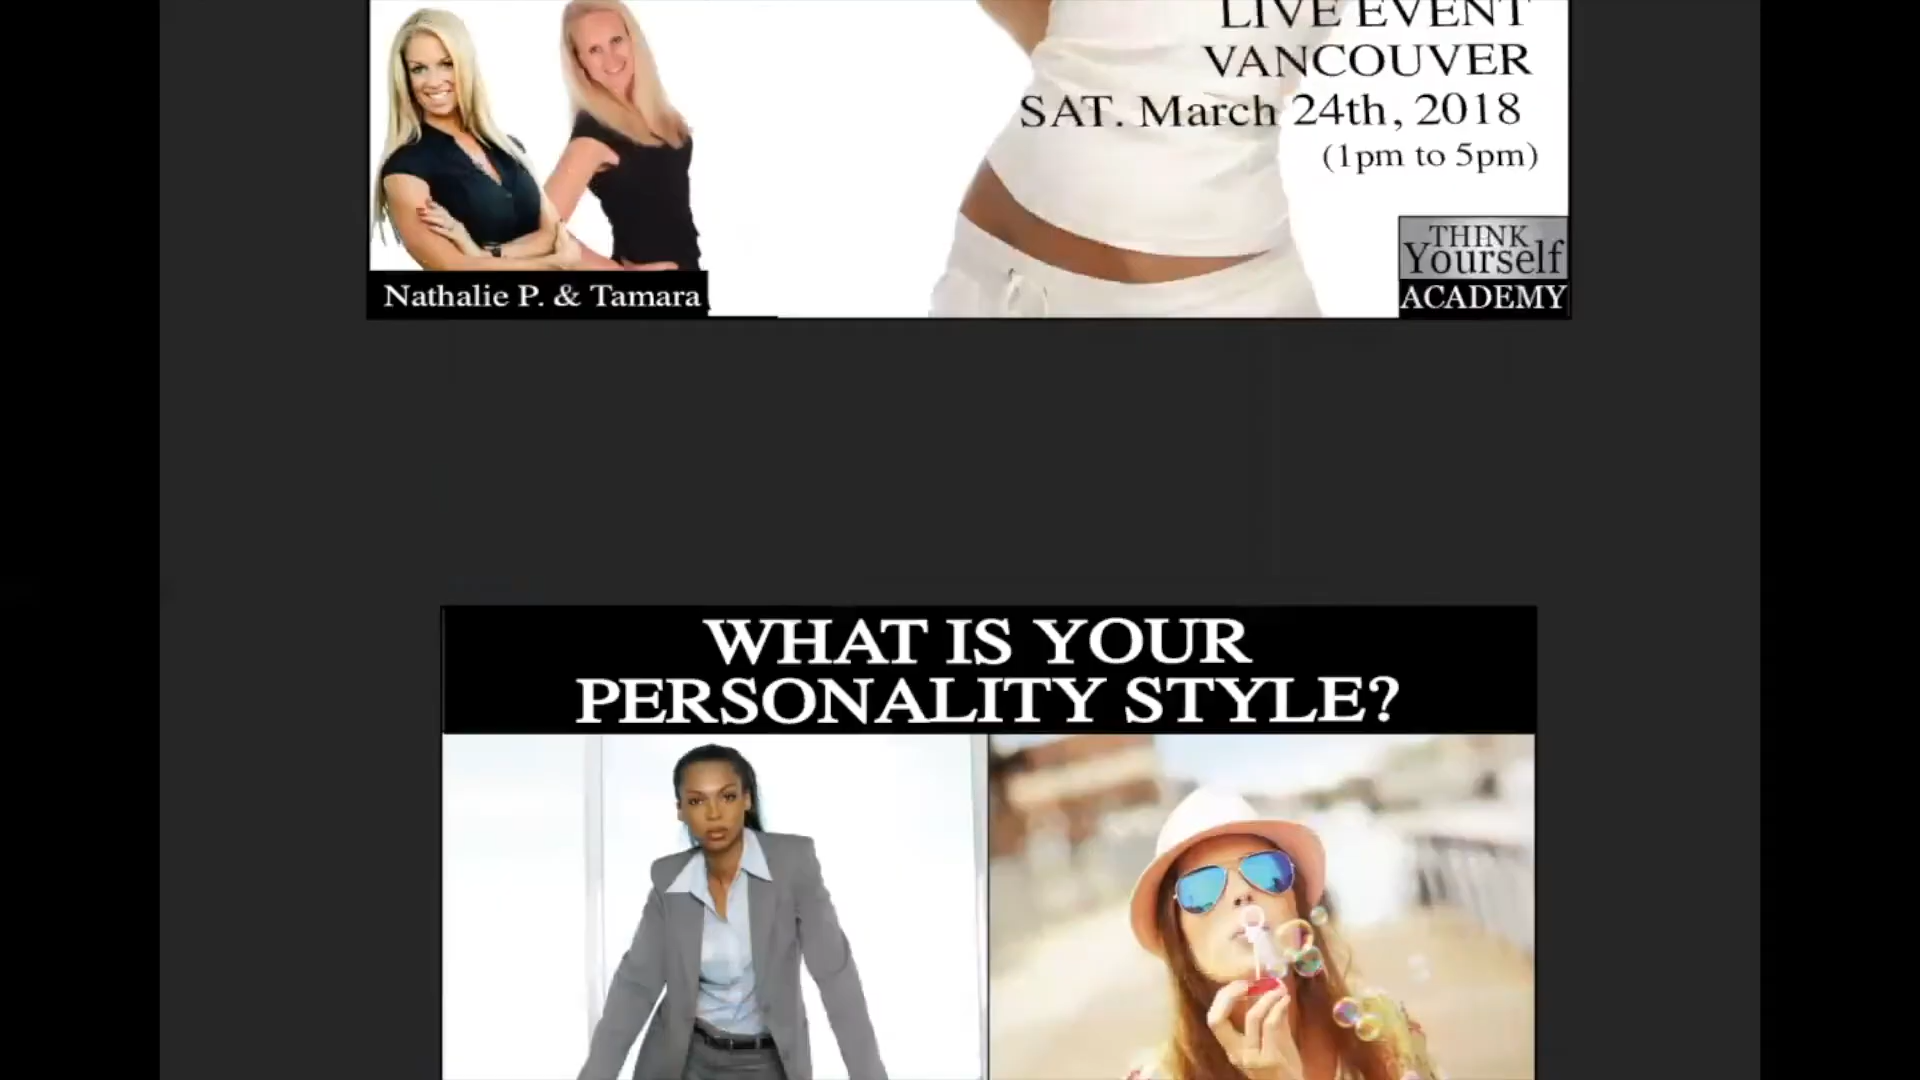 LIVE EVENT
VANCOUVER
SAT. March 24th, 2018
(1pm to 5pm)
THINK
Yourself
ACADEMY
Nathalie P. & Tamara
WHAT IS YOUR
PERSONALITY STYLE?